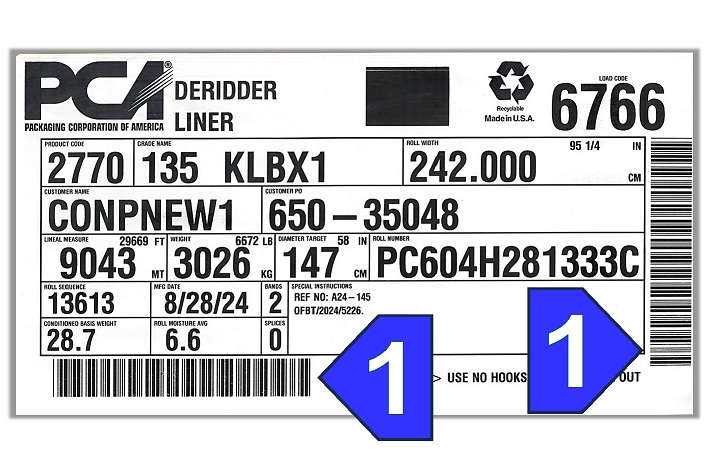 PCA®
PACKAGING CORPORATION OF AMERICA
DERIDDER
LINER
Recyclable
Made in U.S.A.
LOAD CODE
6766
PRODUCT CODE
2770
GRADE NAME
135 KLBX1
ROLL WIDTH 95 1/4 IN
242.000 CM
CUSTOMER NAME
CONPNEW1
CUSTOMER PO
650-35048
LINEAL MEASURE 29669 FT
9043 MT
WEIGHT 6672 LB
3026 KG
DIAMETER TARGET 58 IN
147 CM
ROLL NUMBER
PC604H281333C
ROLL SEQUENCE
13613
MFG DATE
8/28/24
BANDS
2
SPECIAL INSTRUCTIONS
REF NO: A24-145
OFBT/2024/5226.
CONDITIONED BASIS WEIGHT
28.7
ROLL MOISTURE AVG
6.6
SPLICES
0
1
1
> USE NO HOOKS OUT